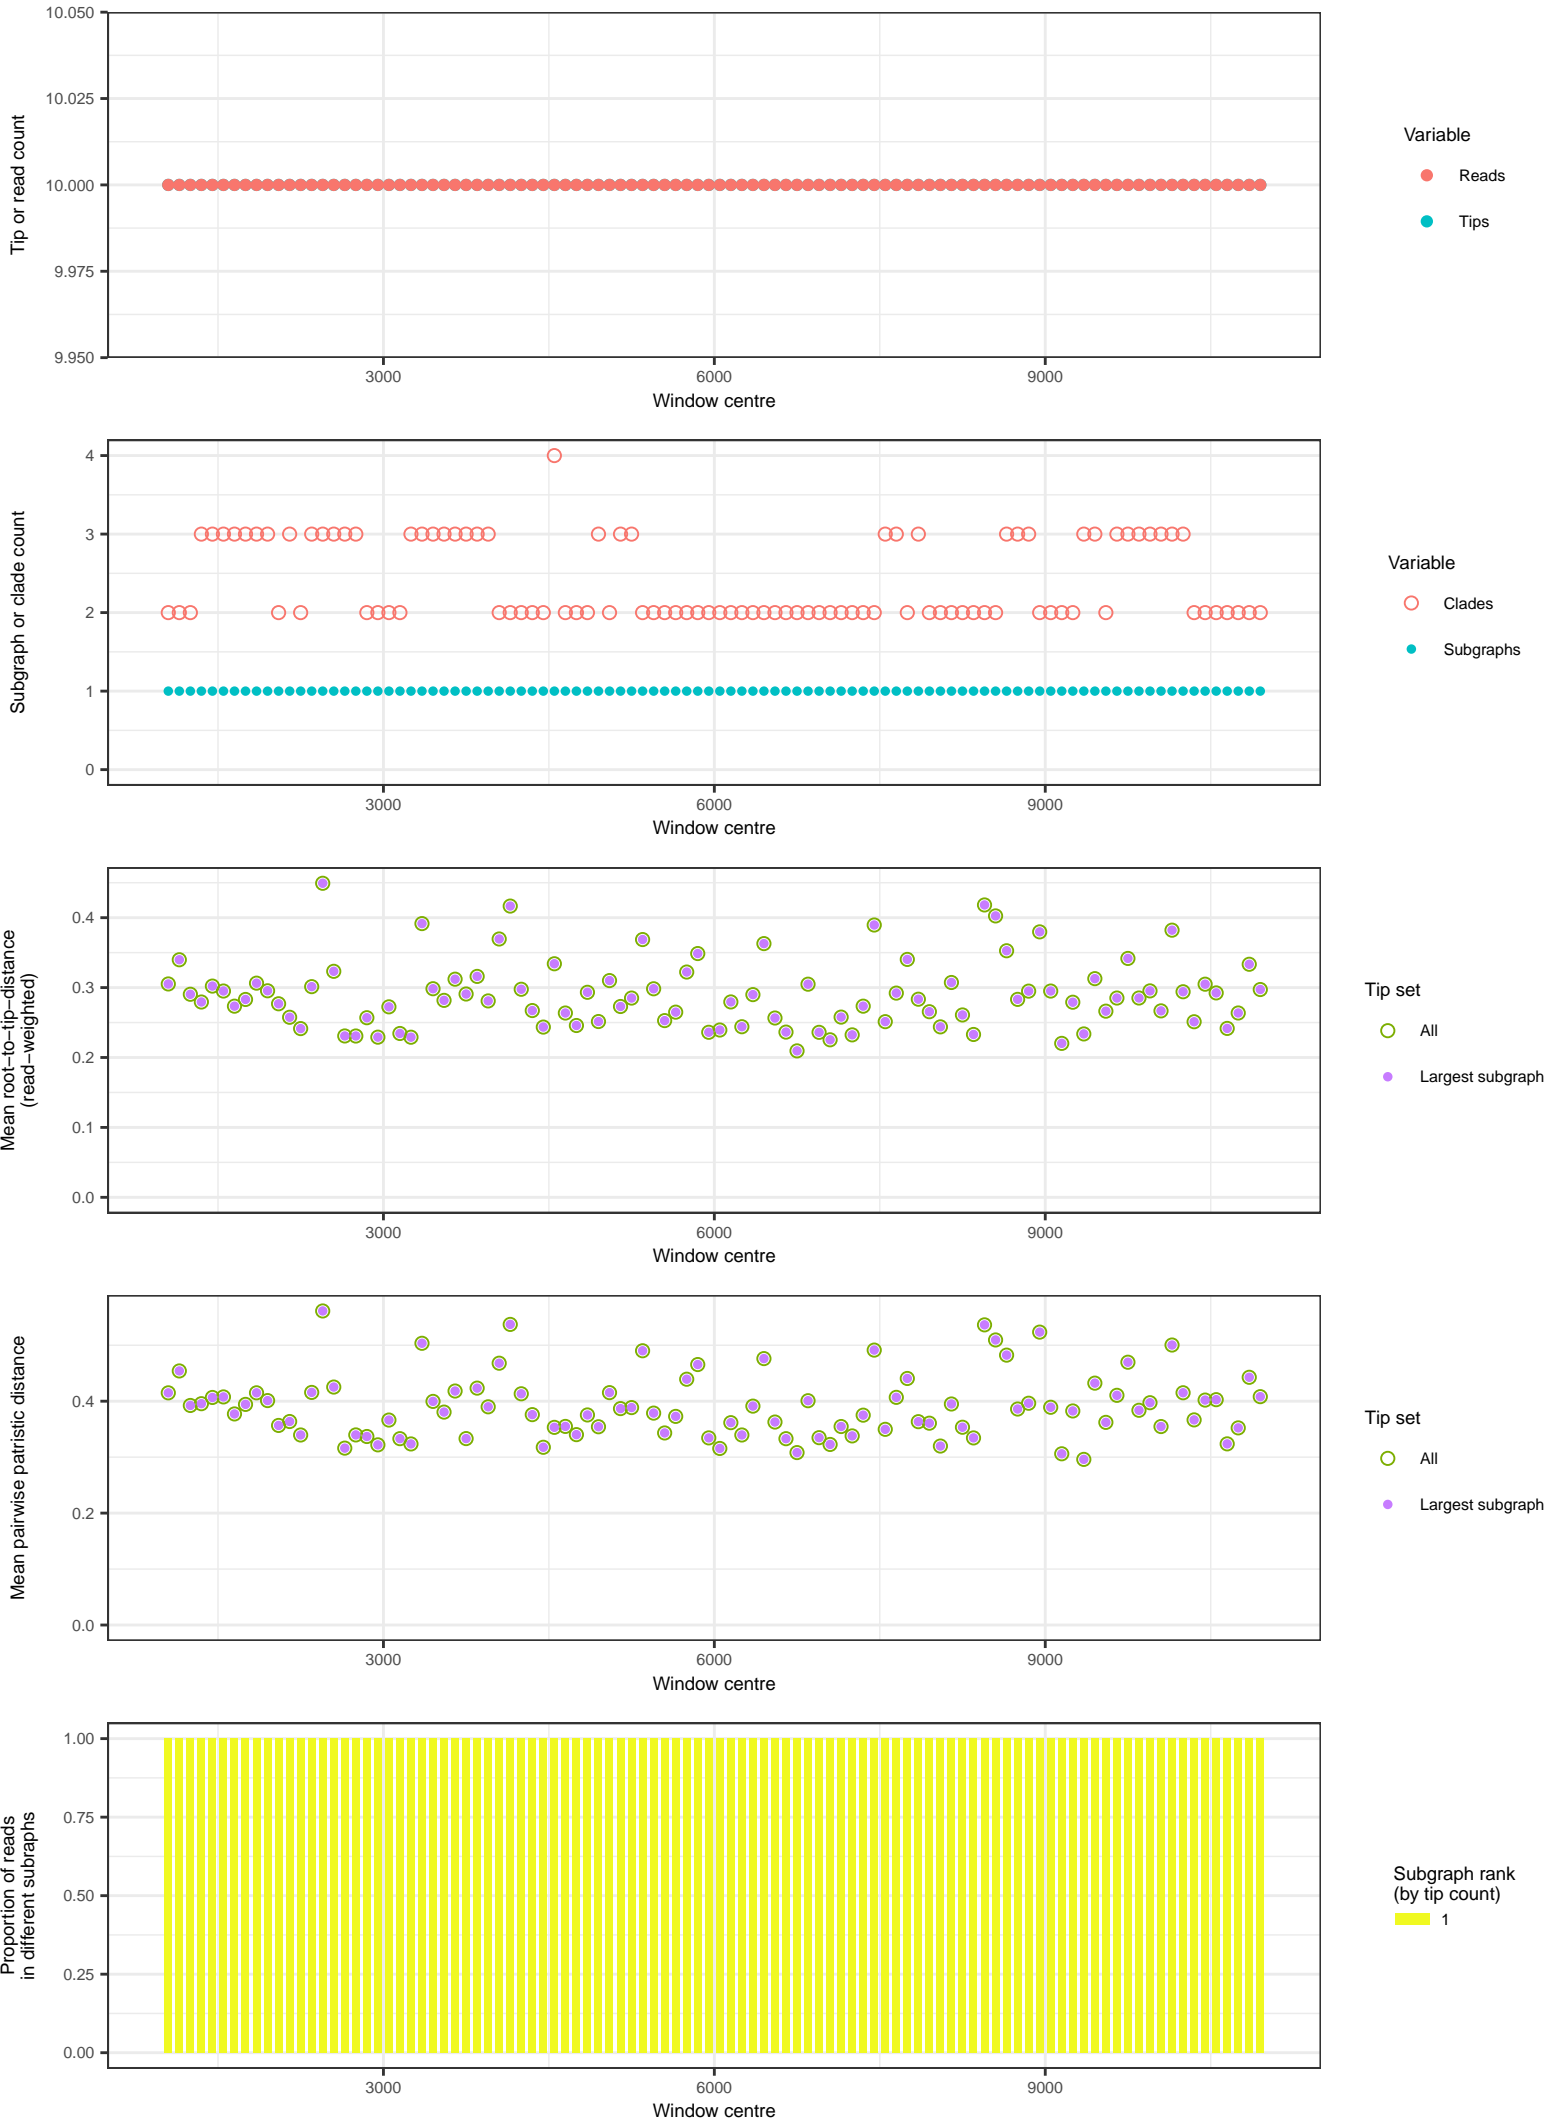 10.050
10.025
10.000
9.975
9.950
Tip or read count
3000 6000 9000
Window centre
Variable
Reads
Tips
4
3
2
1
0
Subgraph or clade count
3000 6000 9000
Window centre
Variable
Clades
Subgraphs
0.4
0.3
0.2
0.1
0.0
Mean root−to−tip−distance
(read−weighted)
3000 6000 9000
Window centre
Tip set
All
Largest subgraph
0.4
0.2
0.0
Mean pairwise patristic distance
3000 6000 9000
Window centre
Tip set
All
Largest subgraph
1.00
0.75
0.50
0.25
0.00
Proportion of reads
in different subraphs
3000 6000 9000
Window centre
Subgraph rank
(by tip count)
1